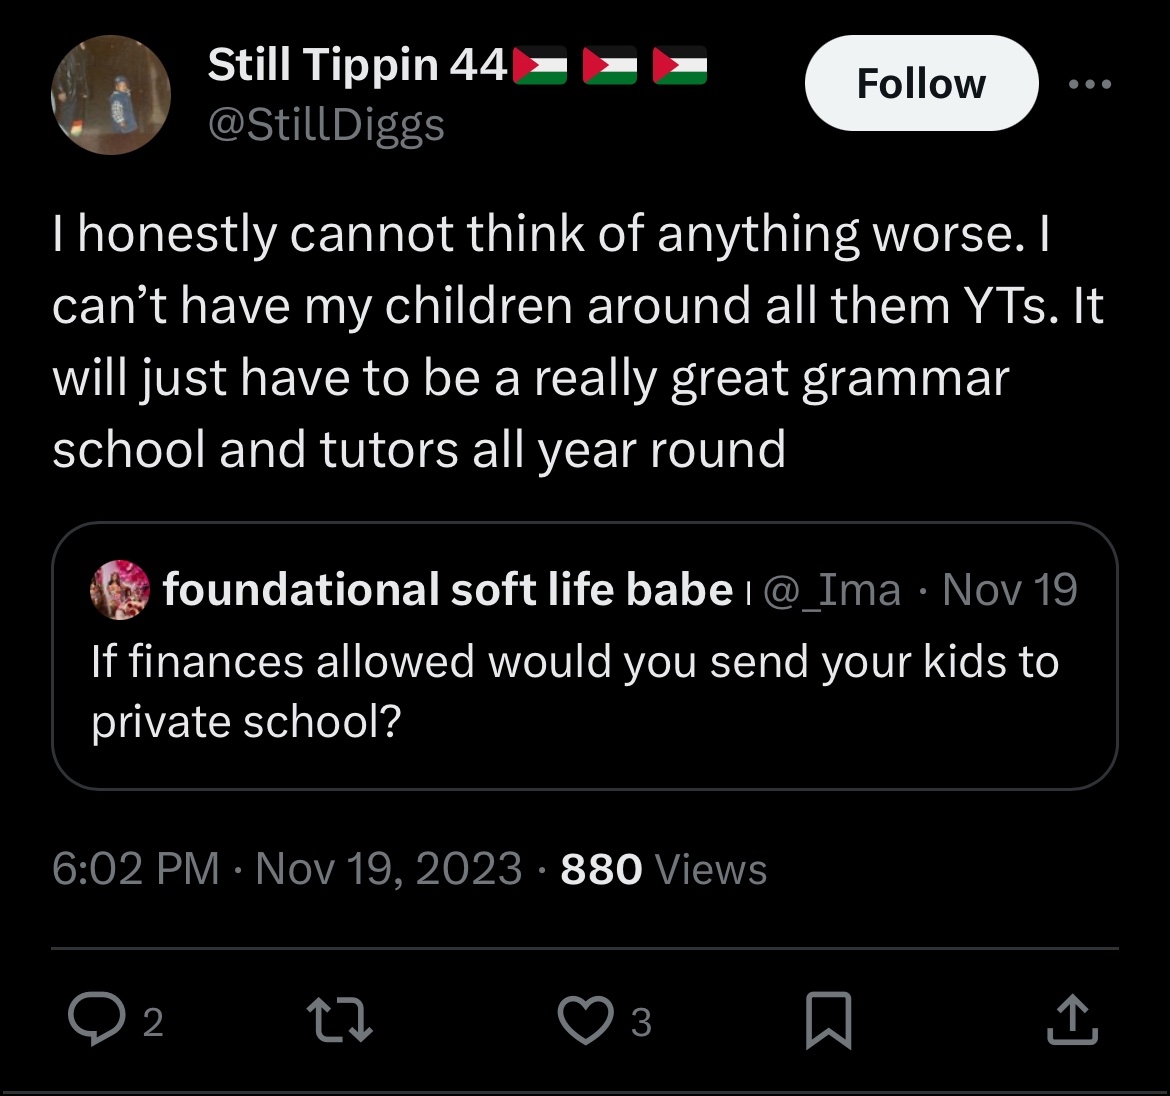 Still Tippin 44🇵🇸 🇵🇸 🇵🇸
Follow
@StillDiggs
I honestly cannot think of anything worse. I
can’t have my children around all them YTs. It
will just have to be a really great grammar
school and tutors all year round
foundational soft life babe | @_Ima · Nov 19
If finances allowed would you send your kids to
private school?
6:02 PM · Nov 19, 2023 · 880 Views
2
3